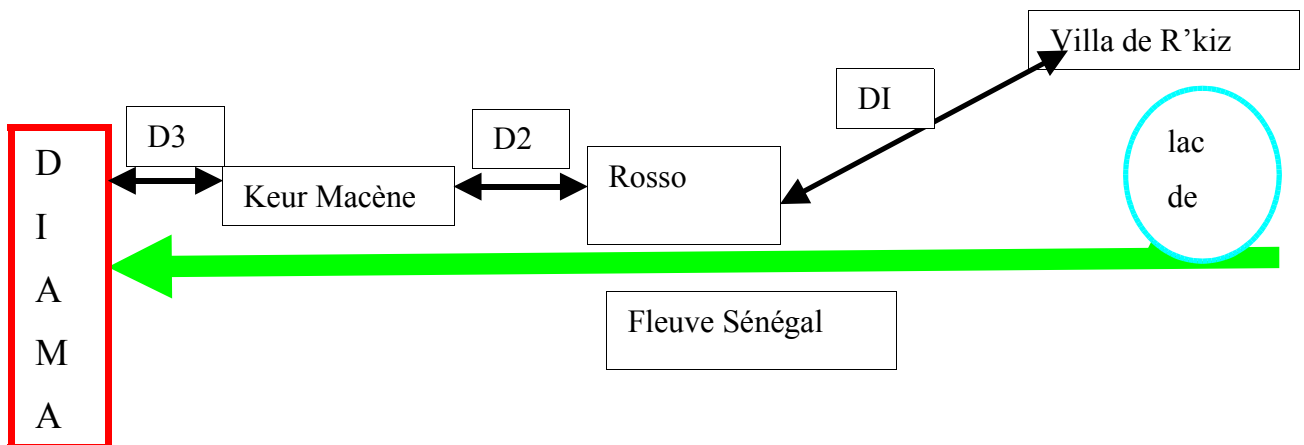 Villa de R’kiz
DI
D3
D2
D
I
A
M
A
Keur Macène
Rosso
lac
de
Fleuve Sénégal